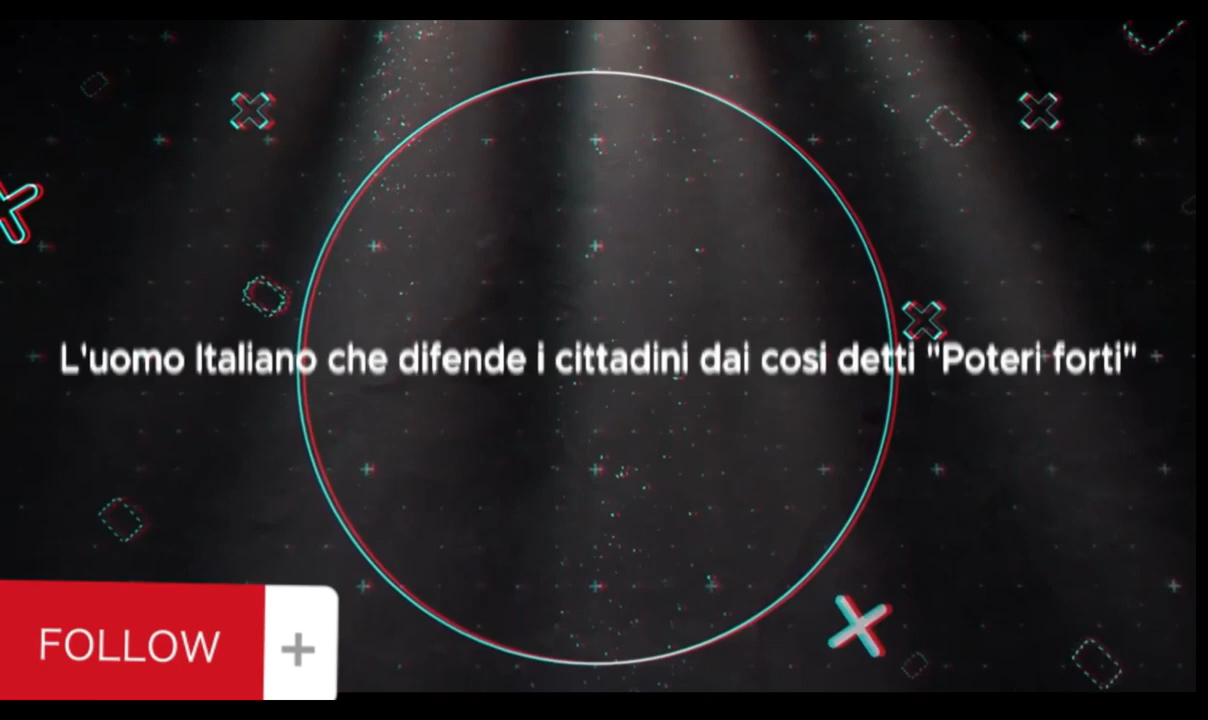 L'uomo Italiano che difende i cittadini dai cosi detti "Poteri forti"
FOLLOW +